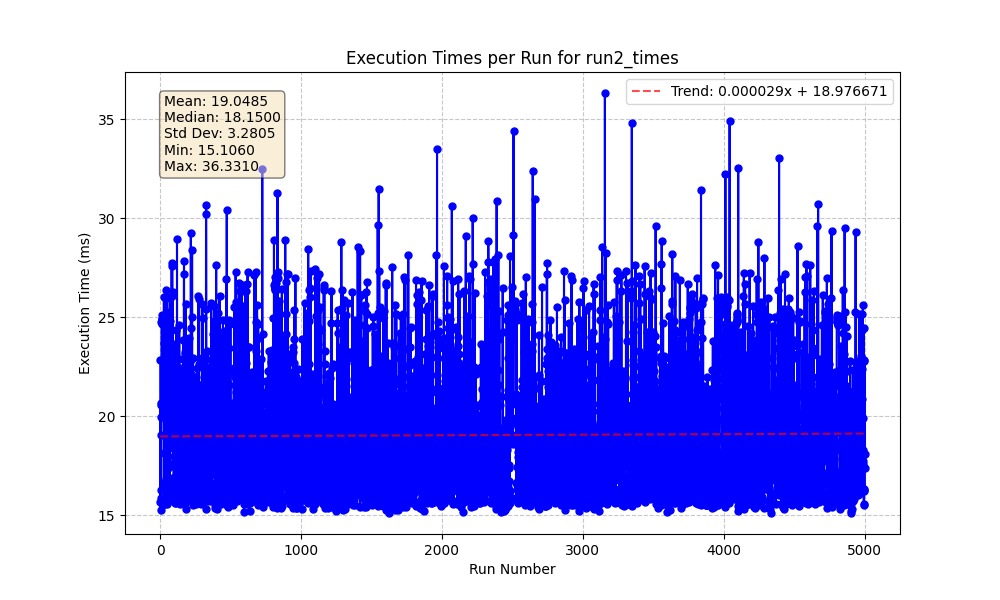 Execution Times per Run for run2_times
Mean: 19.0485
Median: 18.1500
Std Dev: 3.2805
Min: 15.1060
Max: 36.3310
Trend: 0.000029x + 18.976671
Execution Time (ms)
35
30
25
20
15
0 1000 2000 3000 4000 5000
Run Number